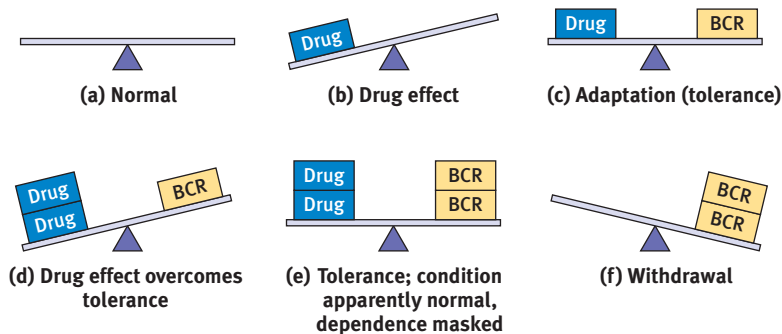 Drug
Drug BCR
(a) Normal
(b) Drug effect
(c) Adaptation (tolerance)
Drug
Drug
BCR
Drug BCR
Drug BCR
BCR
BCR
(d) Drug effect overcomes
tolerance
(e) Tolerance; condition
apparently normal,
dependence masked
(f) Withdrawal